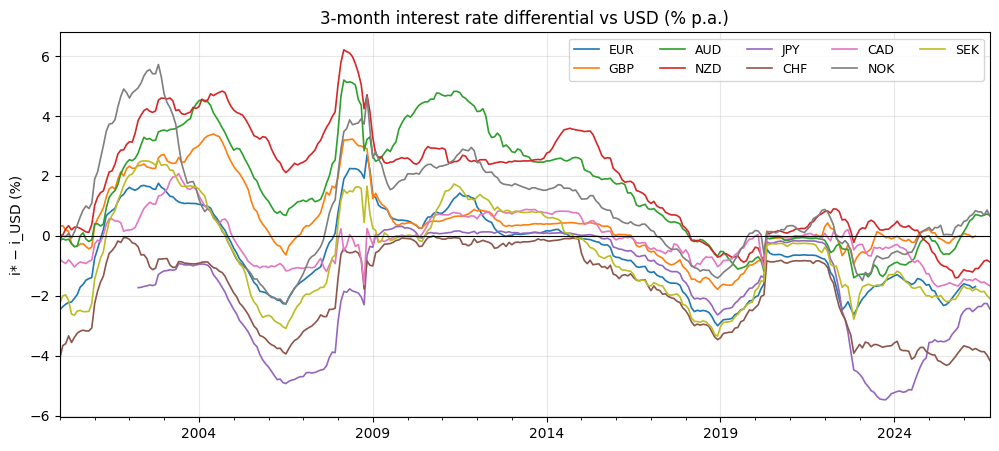 3-month interest rate differential vs USD (% p.a.)
EUR AUD JPY CAD SEK
GBP NZD CHF NOK
i* − i_USD (%)
6
4
2
0
−2
−4
−6
2004 2009 2014 2019 2024